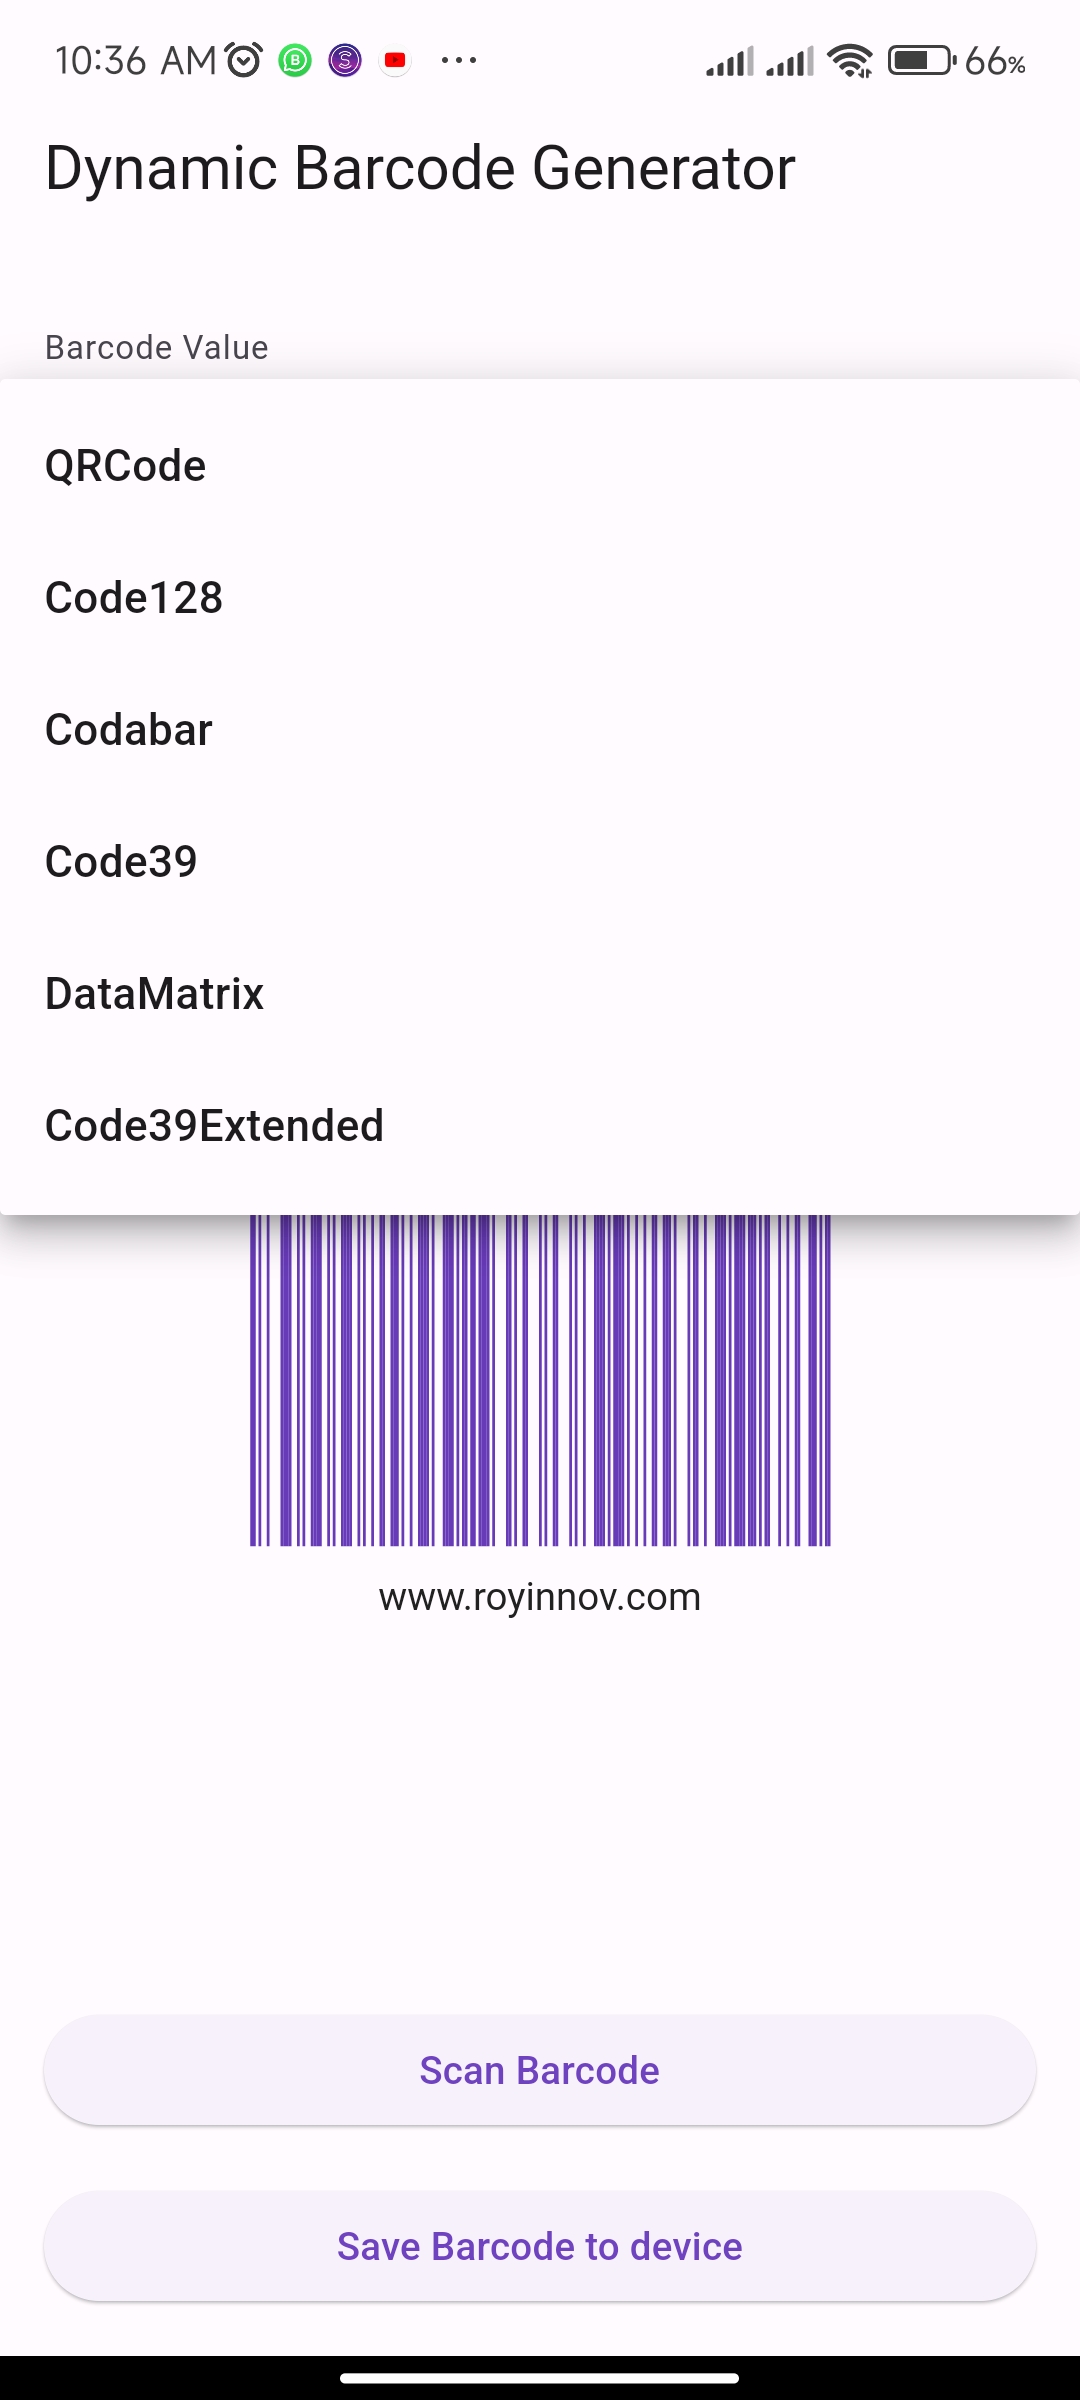 10:36 AM
66%
Dynamic Barcode Generator
Barcode Value
QRCode
Code128
Codabar
Code39
DataMatrix
Code39Extended
www.royinnov.com
Scan Barcode
Save Barcode to device